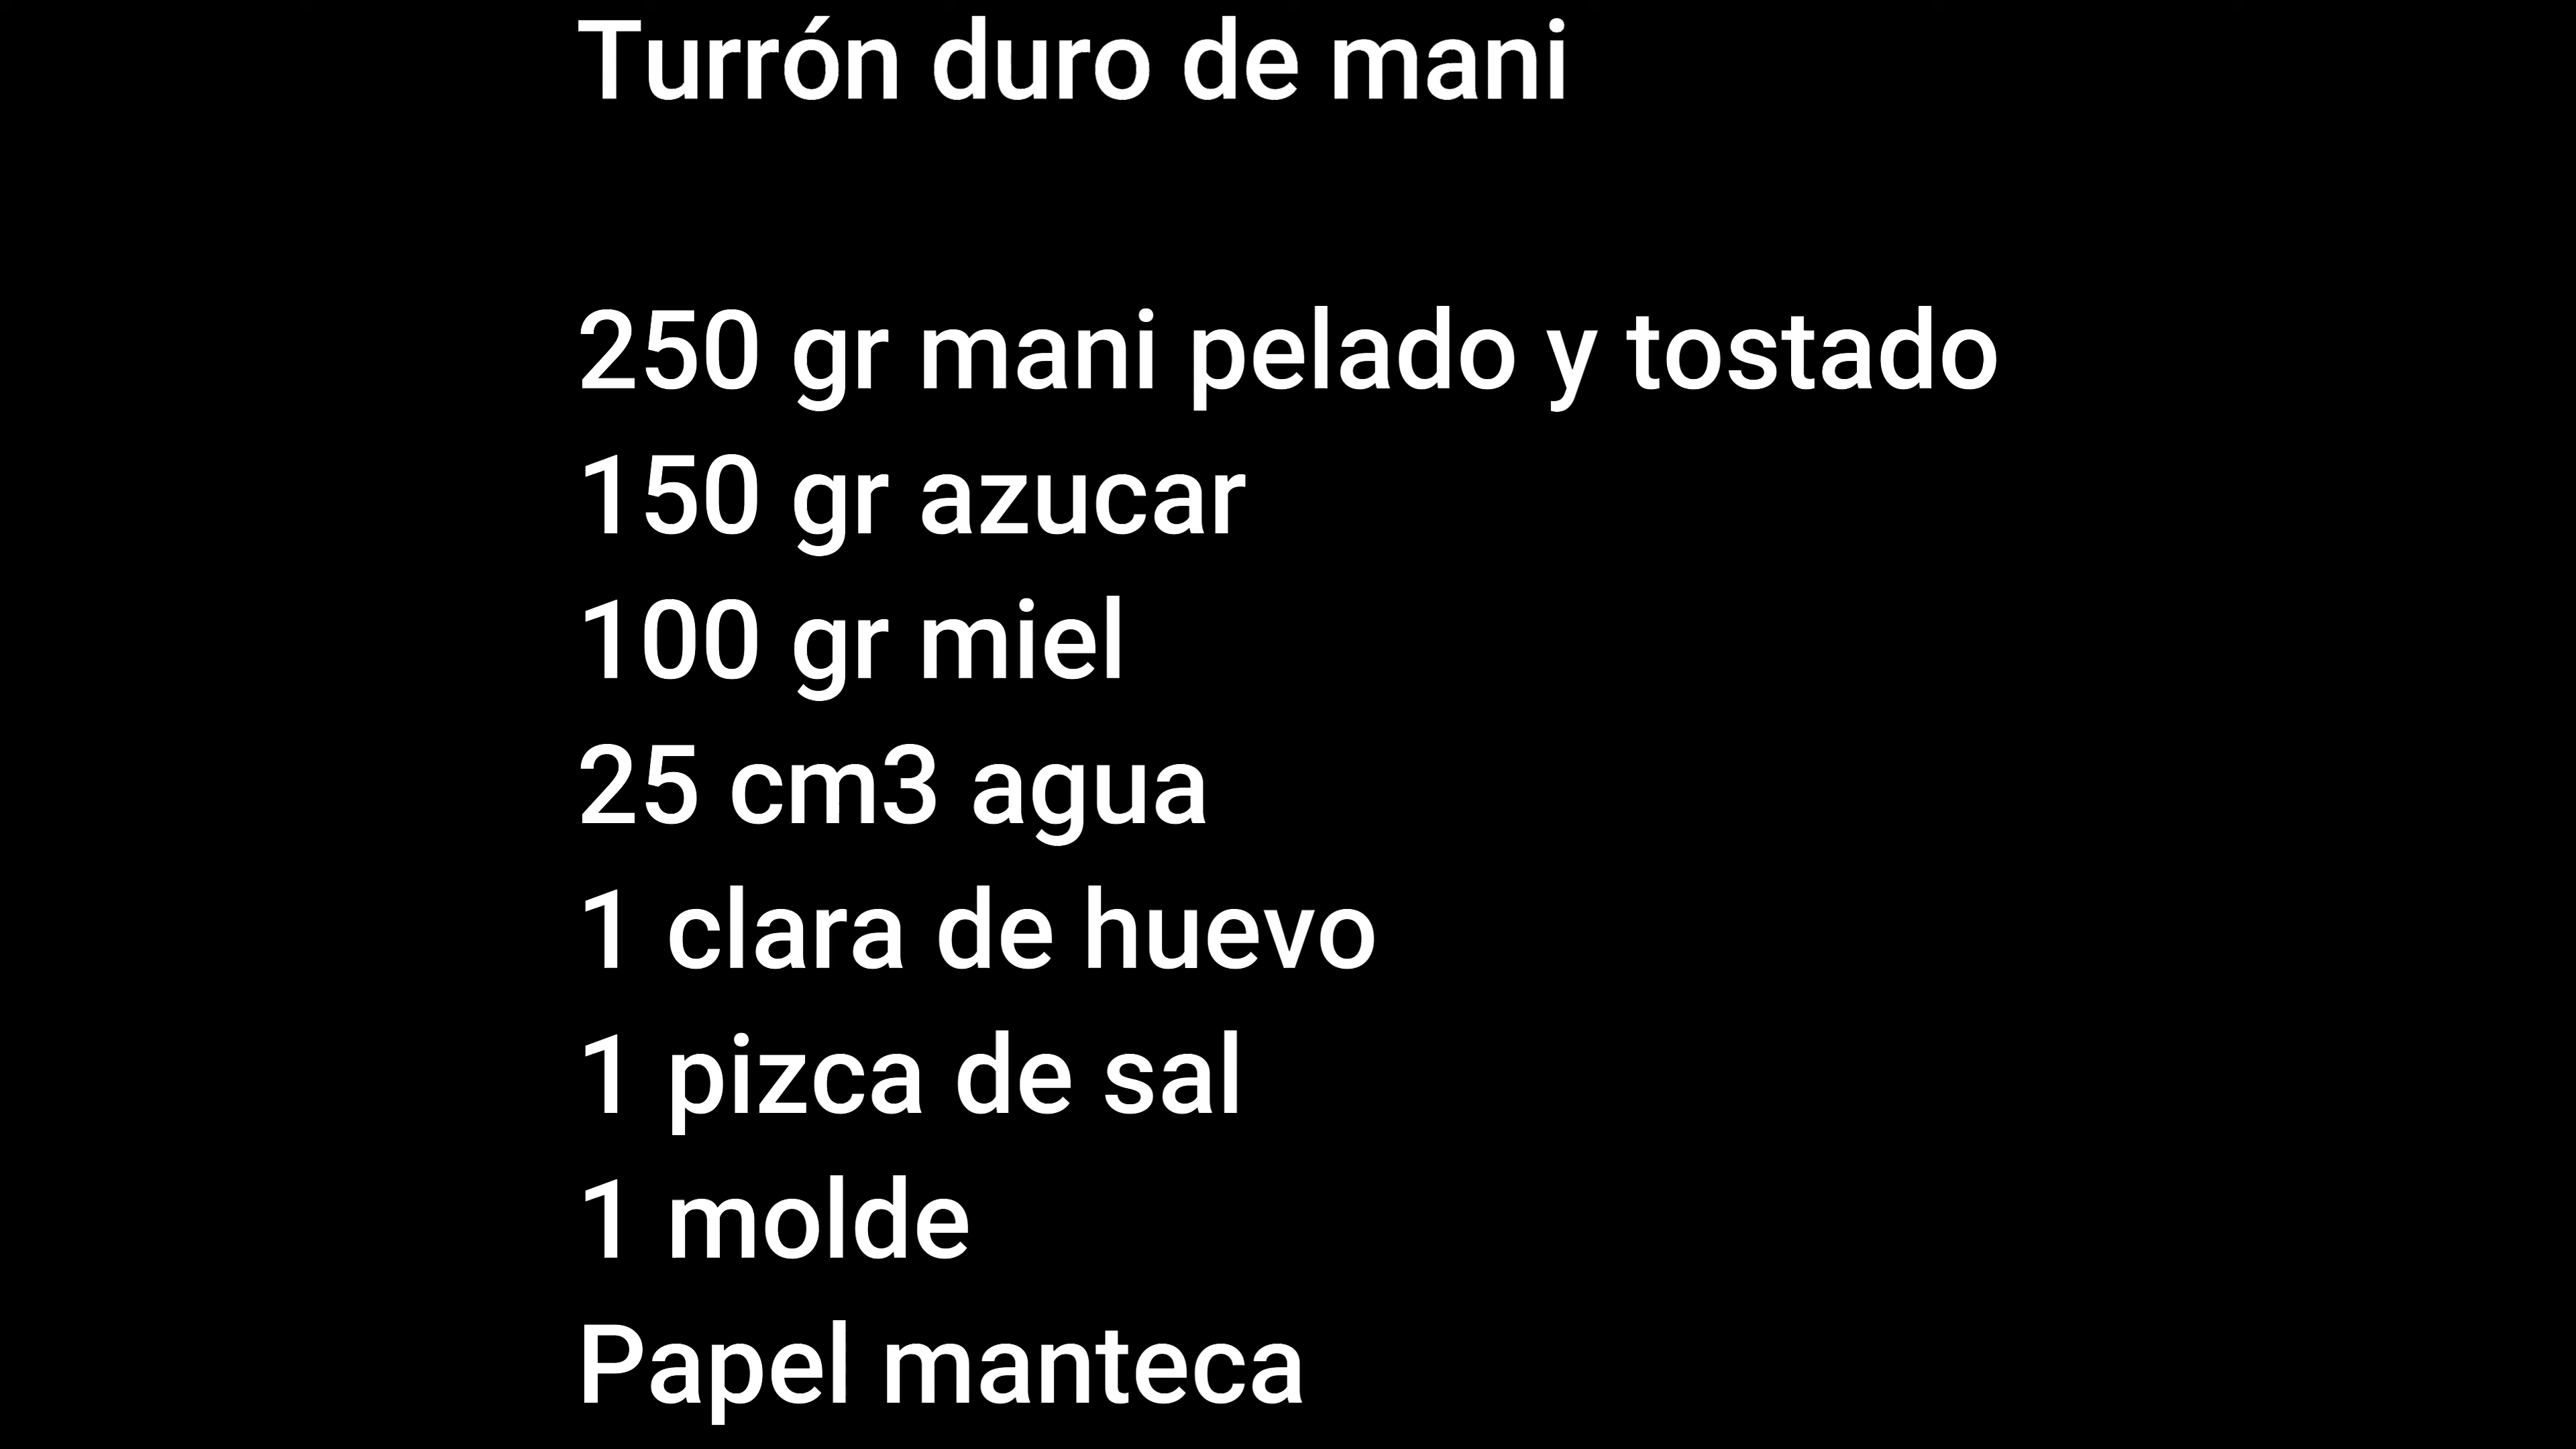 Turrón duro de mani
250 gr mani pelado y tostado
150 gr azucar
100 gr miel
25 cm3 agua
1 clara de huevo
1 pizca de sal
1 molde
Papel manteca